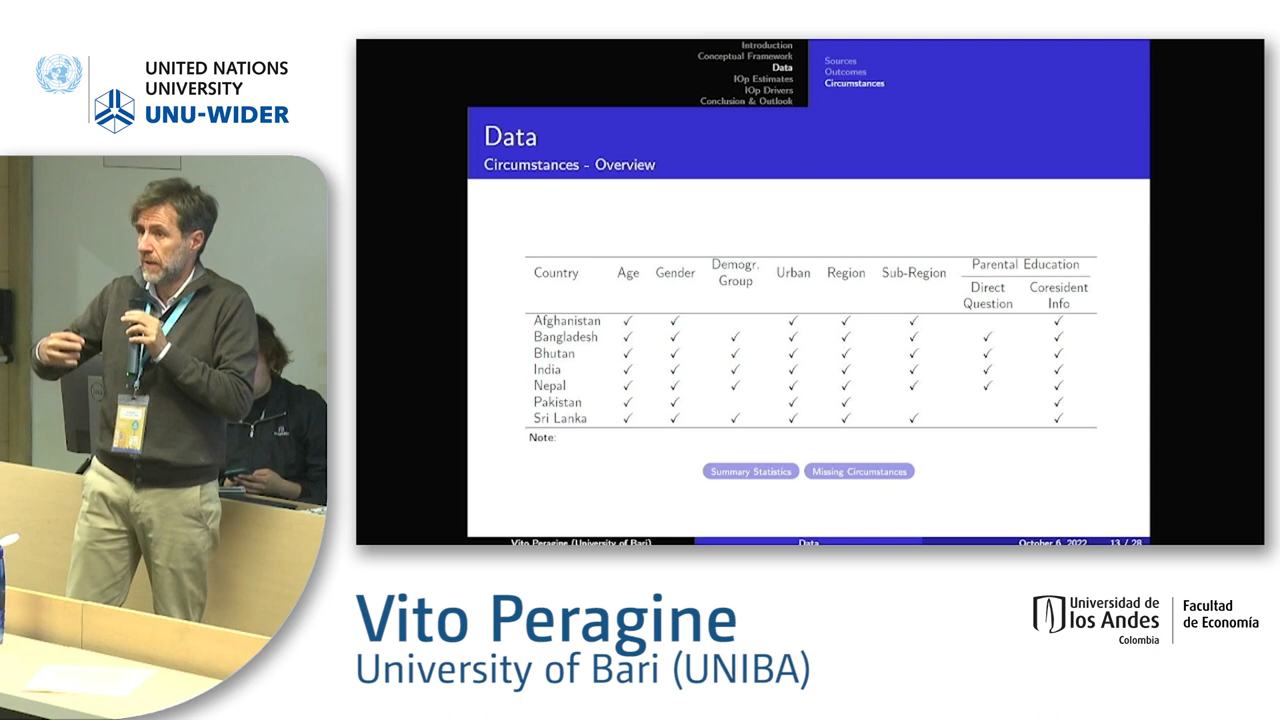 UNITED NATIONS
UNIVERSITY
UNU-WIDER
Introduction
Conceptual Framework
Data
IOp Estimates
IOp Drivers
Conclusion & Outlook
Sources
Outcomes
Circumstances
Data
Circumstances - Overview
Country Age Gender Demogr. Group Urban Region Sub-Region Parental Education
Direct Question Coresident Info
Afghanistan ✓ ✓ ✓ ✓ ✓ ✓
Bangladesh ✓ ✓ ✓ ✓ ✓ ✓ ✓ ✓
Bhutan ✓ ✓ ✓ ✓ ✓ ✓ ✓ ✓
India ✓ ✓ ✓ ✓ ✓ ✓ ✓ ✓
Nepal ✓ ✓ ✓ ✓ ✓ ✓ ✓ ✓
Pakistan ✓ ✓ ✓ ✓ ✓
Sri Lanka ✓ ✓ ✓ ✓ ✓ ✓ ✓
Note:
Summary Statistics Missing Circumstances
Vito Peragine (University of Bari) Data October 6, 2022 13 / 28
Vito Peragine
University of Bari (UNIBA)
Universidad de
los Andes
Colombia
Facultad
de Economía